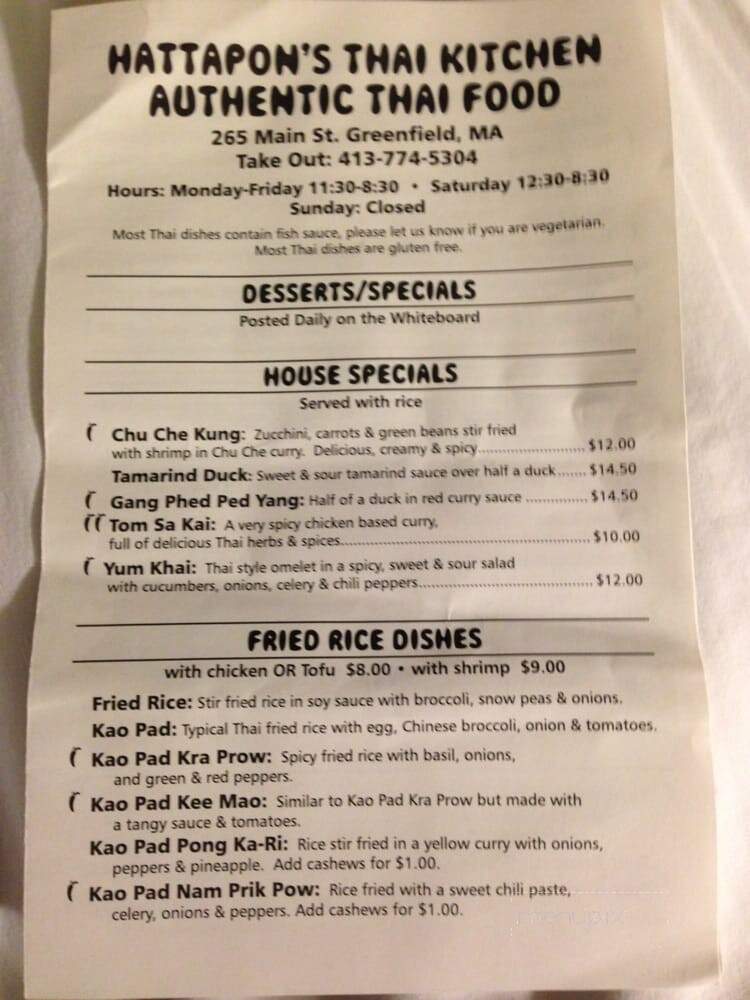 HATTAPON'S THAI KITCHEN
AUTHENTIC THAI FOOD
265 Main St. Greenfield, MA
Take Out: 413-774-5304
Hours: Monday-Friday 11:30-8:30 • Saturday 12:30-8:30
Sunday: Closed
Most Thai dishes contain fish sauce, please let us know if you are vegetarian.
Most Thai dishes are gluten free.
DESSERTS/SPECIALS
Posted Daily on the Whiteboard
HOUSE SPECIALS
Served with rice
Chu Che Kung: Zucchini, carrots & green beans stir fried
with shrimp in Chu Che curry. Delicious, creamy & spicy.......................... $12.00
Tamarind Duck: Sweet & sour tamarind sauce over half a duck...... $14.50
Gang Phed Ped Yang: Half of a duck in red curry sauce .............. $14.50
Tom Sa Kai: A very spicy chicken based curry,
full of delicious Thai herbs & spices............................................................ $10.00
Yum Khai: Thai style omelet in a spicy, sweet & sour salad
with cucumbers, onions, celery & chili peppers.......................................... $12.00
FRIED RICE DISHES
with chicken OR Tofu $8.00 • with shrimp $9.00
Fried Rice: Stir fried rice in soy sauce with broccoli, snow peas & onions.
Kao Pad: Typical Thai fried rice with egg, Chinese broccoli, onion & tomatoes.
Kao Pad Kra Prow: Spicy fried rice with basil, onions,
and green & red peppers.
Kao Pad Kee Mao: Similar to Kao Pad Kra Prow but made with
a tangy sauce & tomatoes.
Kao Pad Pong Ka-Ri: Rice stir fried in a yellow curry with onions,
peppers & pineapple. Add cashews for $1.00.
Kao Pad Nam Prik Pow: Rice fried with a sweet chili paste,
celery, onions & peppers. Add cashews for $1.00.